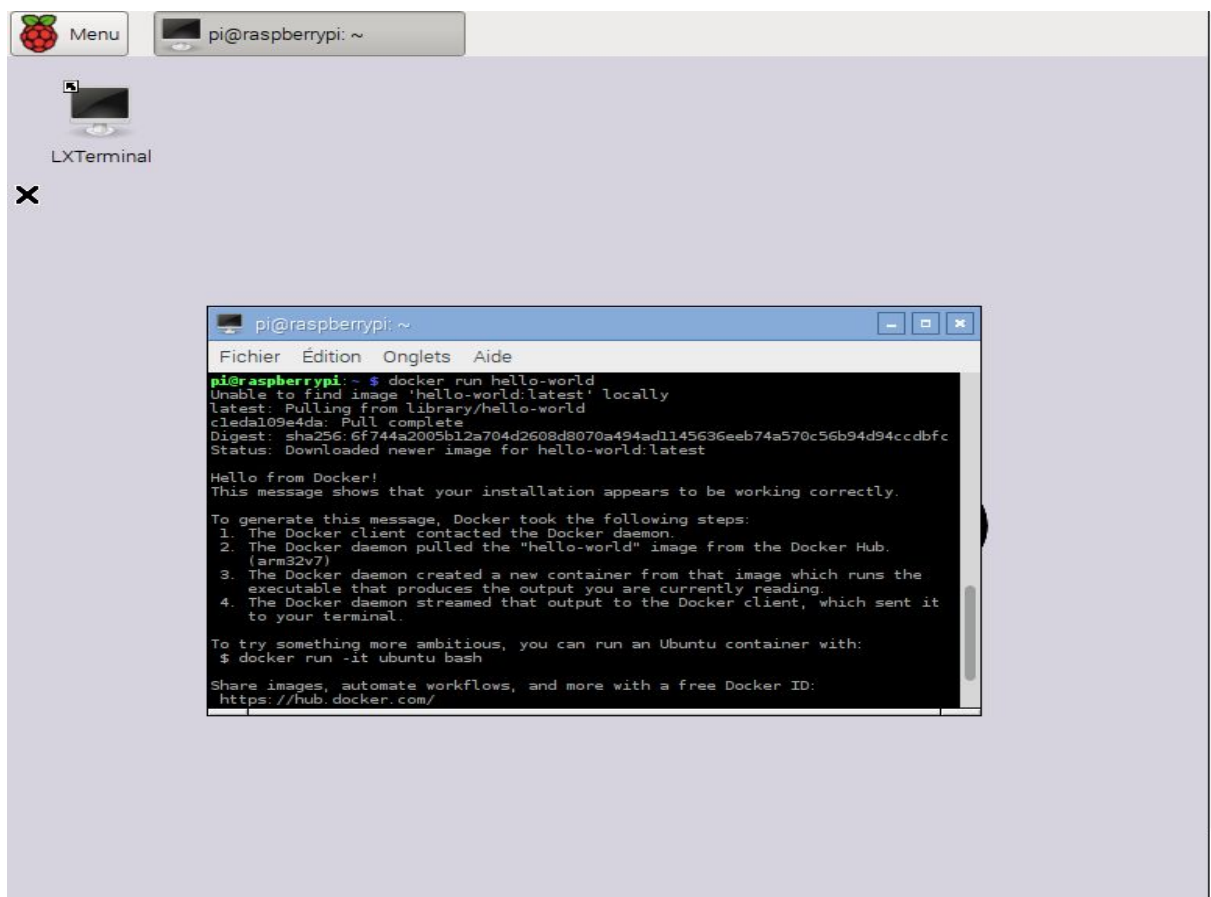 Menu
pi@raspberrypi: ~
LXTerminal
pi@raspberrypi: ~
Fichier Édition Onglets Aide
pi@raspberrypi:~ $ docker run hello-world
Unable to find image 'hello-world:latest' locally
latest: Pulling from library/hello-world
c1eda109e4da: Pull complete
Digest: sha256:6f744a2005b12a704d2608d8070a494ad1145636eeb74a570c56b94d94ccdbfc
Status: Downloaded newer image for hello-world:latest
Hello from Docker!
This message shows that your installation appears to be working correctly.
To generate this message, Docker took the following steps:
1. The Docker client contacted the Docker daemon.
2. The Docker daemon pulled the "hello-world" image from the Docker Hub.
(arm32v7)
3. The Docker daemon created a new container from that image which runs the
executable that produces the output you are currently reading.
4. The Docker daemon streamed that output to the Docker client, which sent it
to your terminal.
To try something more ambitious, you can run an Ubuntu container with:
$ docker run -it ubuntu bash
Share images, automate workflows, and more with a free Docker ID:
https://hub.docker.com/